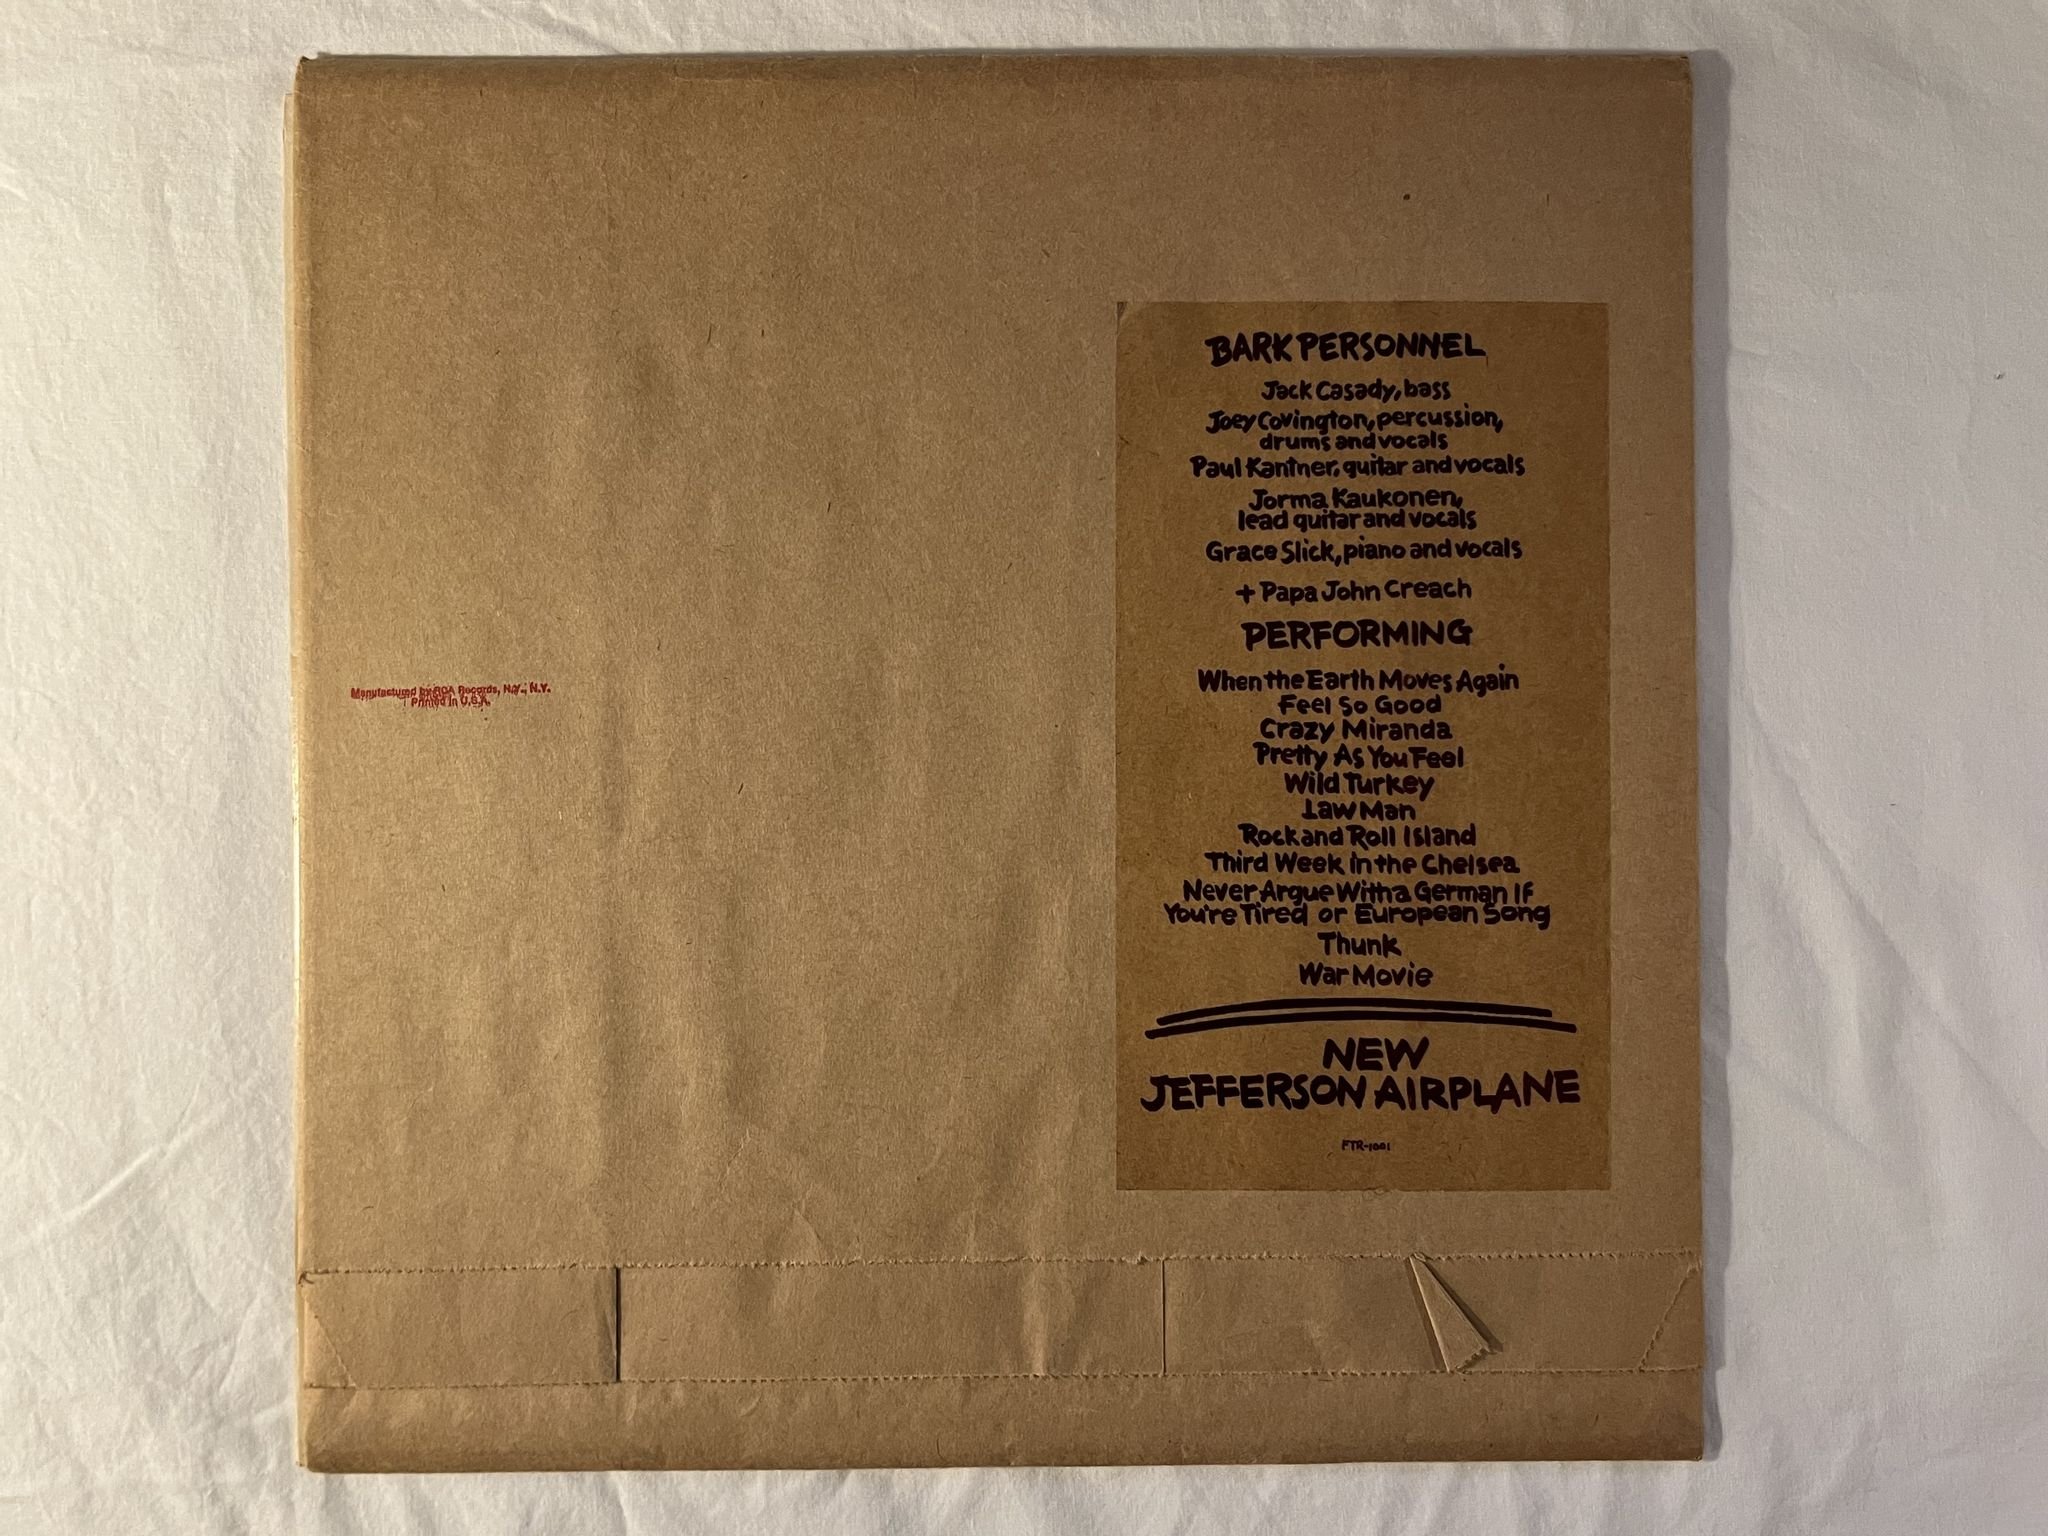 Manufactured by RCA Records, N.Y., N.Y.
Printed in U.S.A.
BARK PERSONNEL
Jack Casady, bass
Joey Covington, percussion,
drums and vocals
Paul Kantner, guitar and vocals
Jorma Kaukonen,
lead guitar and vocals
Grace Slick, piano and vocals
+ Papa John Creach
PERFORMING
When the Earth Moves Again
Feel So Good
Crazy Miranda
Pretty As You Feel
Wild Turkey
Law Man
Rock and Roll Island
Third Week in the Chelsea
Never Argue With a German If
You're Tired or European Song
Thunk
War Movie
NEW
JEFFERSON AIRPLANE
FTR-1001